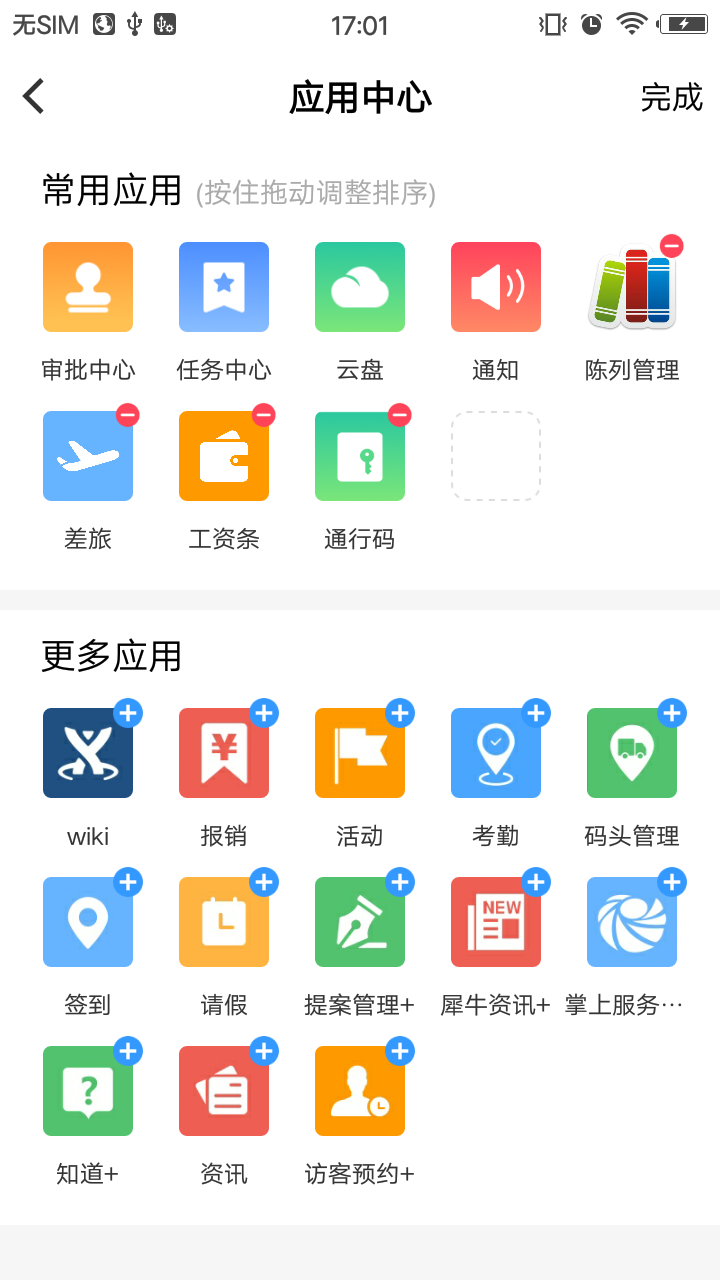 无SIM 17:01
应用中心 完成
常用应用 (按住拖动调整排序)
审批中心 任务中心 云盘 通知 陈列管理
差旅 工资条 通行码
更多应用
wiki 报销 活动 考勤 码头管理
NEW
签到 请假 提案管理+ 犀牛资讯+ 掌上服务…
知道+ 资讯 访客预约+